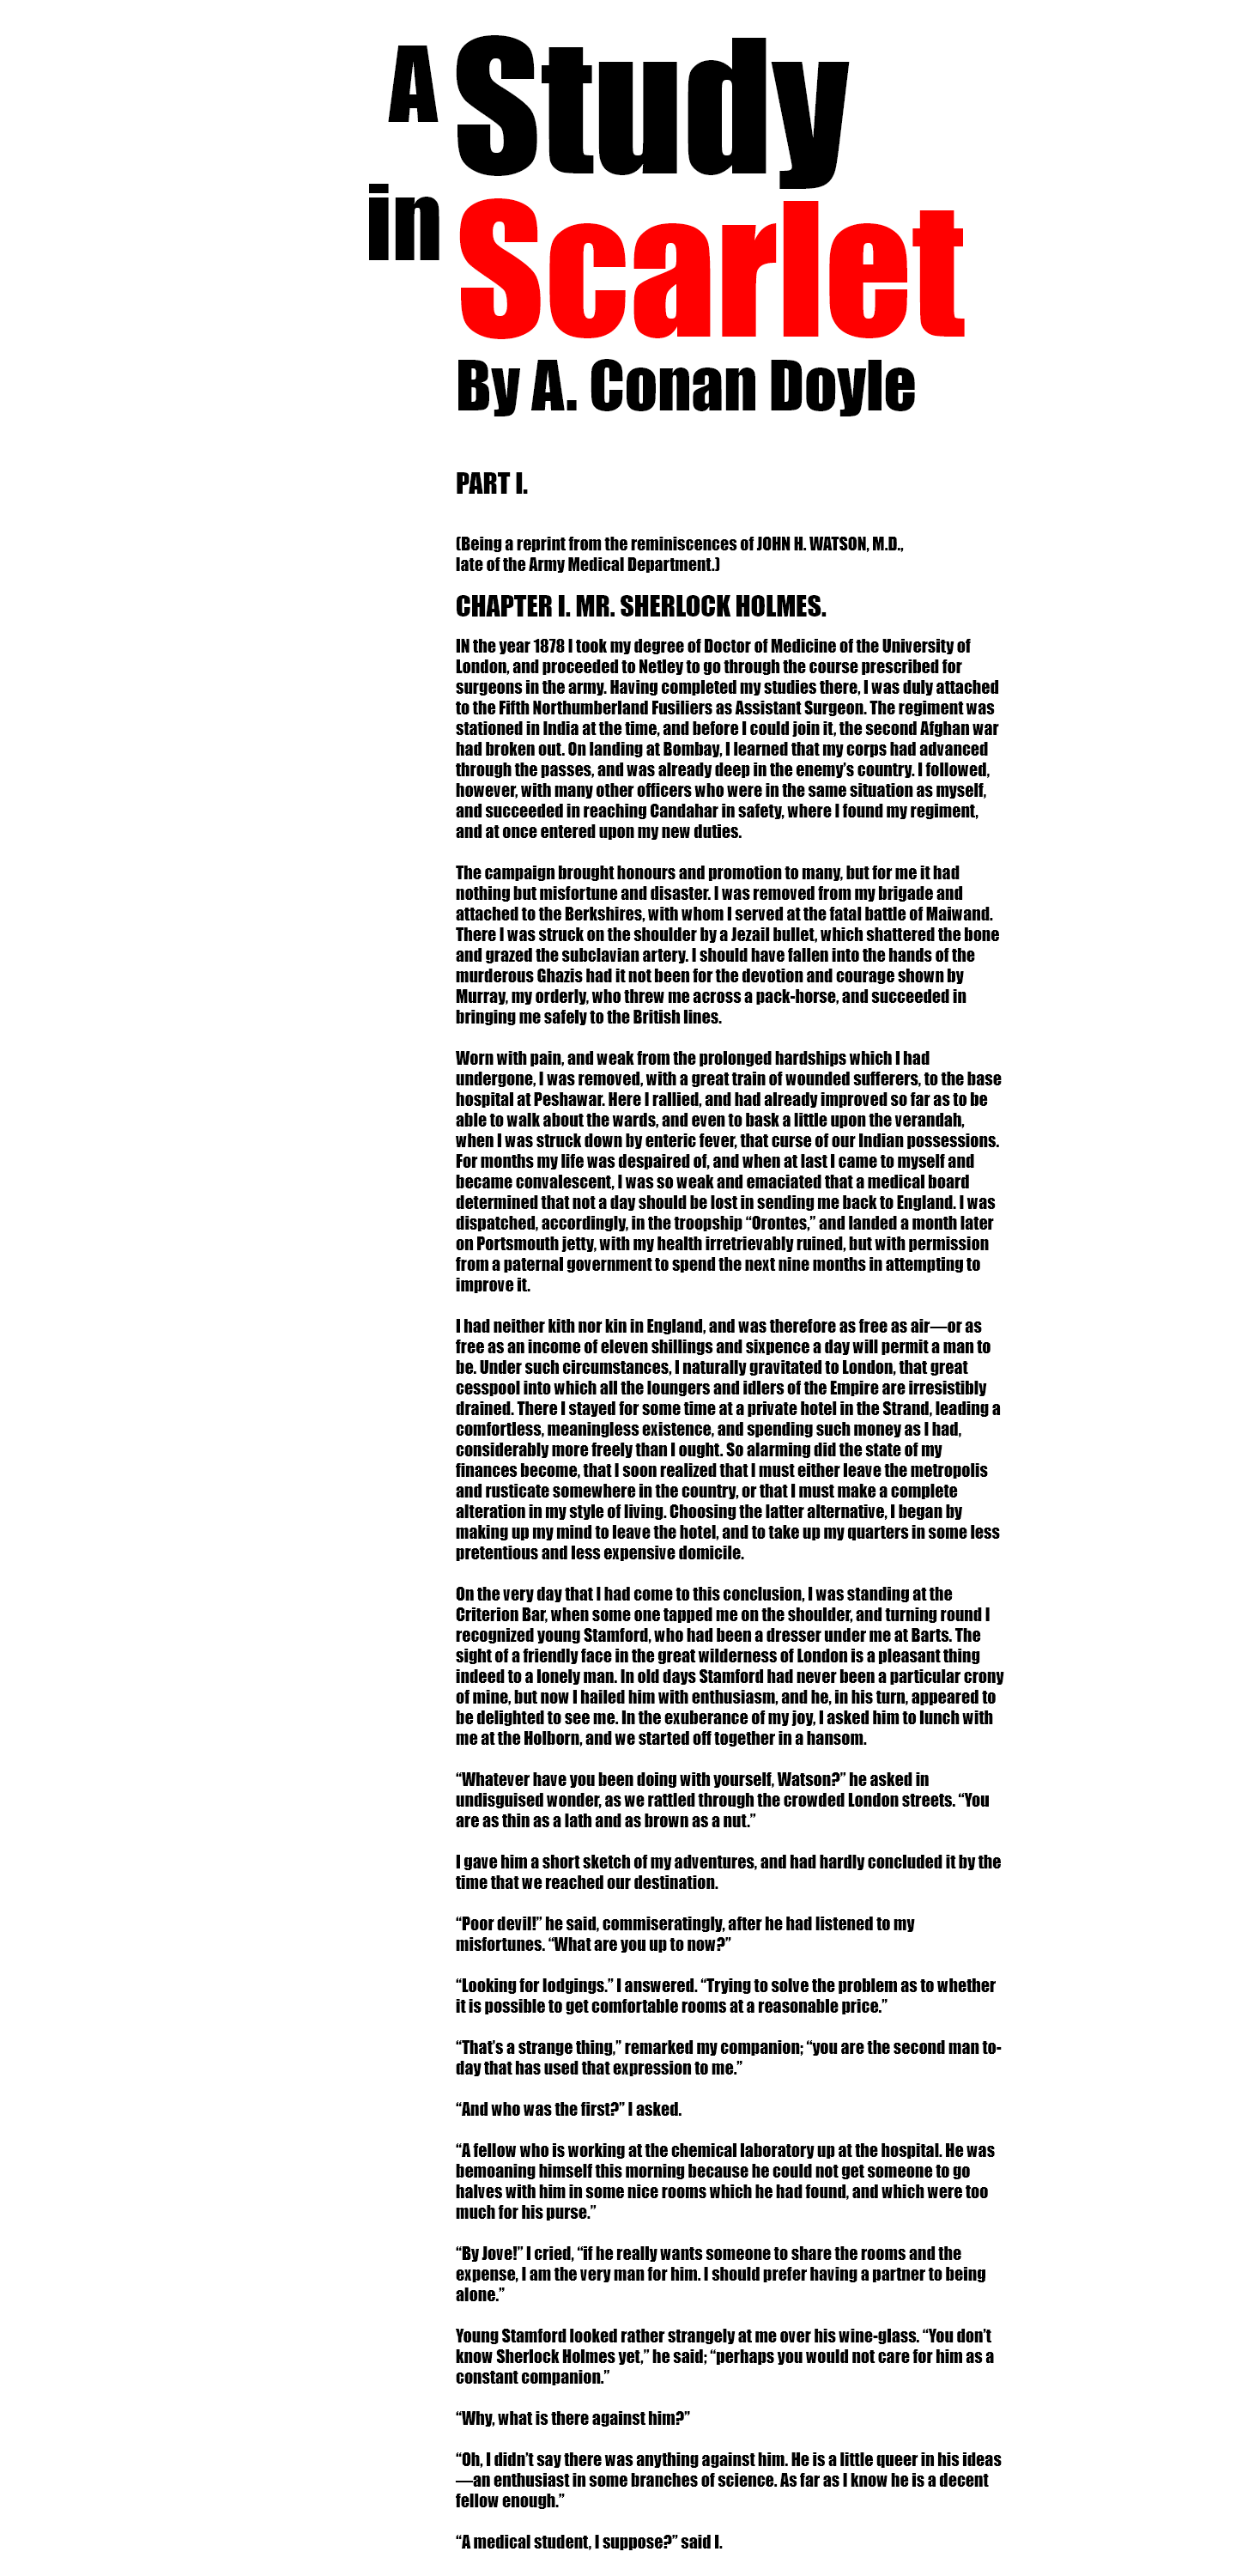 A Study
in Scarlet
By A. Conan Doyle
PART I.
(Being a reprint from the reminiscences of JOHN H. WATSON, M.D.,
late of the Army Medical Department.)
CHAPTER I. MR. SHERLOCK HOLMES.
IN the year 1878 I took my degree of Doctor of Medicine of the University of
London, and proceeded to Netley to go through the course prescribed for
surgeons in the army. Having completed my studies there, I was duly attached
to the Fifth Northumberland Fusiliers as Assistant Surgeon. The regiment was
stationed in India at the time, and before I could join it, the second Afghan war
had broken out. On landing at Bombay, I learned that my corps had advanced
through the passes, and was already deep in the enemy’s country. I followed,
however, with many other officers who were in the same situation as myself,
and succeeded in reaching Candahar in safety, where I found my regiment,
and at once entered upon my new duties.
The campaign brought honours and promotion to many, but for me it had
nothing but misfortune and disaster. I was removed from my brigade and
attached to the Berkshires, with whom I served at the fatal battle of Maiwand.
There I was struck on the shoulder by a Jezail bullet, which shattered the bone
and grazed the subclavian artery. I should have fallen into the hands of the
murderous Ghazis had it not been for the devotion and courage shown by
Murray, my orderly, who threw me across a pack-horse, and succeeded in
bringing me safely to the British lines.
Worn with pain, and weak from the prolonged hardships which I had
undergone, I was removed, with a great train of wounded sufferers, to the base
hospital at Peshawar. Here I rallied, and had already improved so far as to be
able to walk about the wards, and even to bask a little upon the verandah,
when I was struck down by enteric fever, that curse of our Indian possessions.
For months my life was despaired of, and when at last I came to myself and
became convalescent, I was so weak and emaciated that a medical board
determined that not a day should be lost in sending me back to England. I was
dispatched, accordingly, in the troopship “Orontes,” and landed a month later
on Portsmouth jetty, with my health irretrievably ruined, but with permission
from a paternal government to spend the next nine months in attempting to
improve it.
I had neither kith nor kin in England, and was therefore as free as air—or as
free as an income of eleven shillings and sixpence a day will permit a man to
be. Under such circumstances, I naturally gravitated to London, that great
cesspool into which all the loungers and idlers of the Empire are irresistibly
drained. There I stayed for some time at a private hotel in the Strand, leading a
comfortless, meaningless existence, and spending such money as I had,
considerably more freely than I ought. So alarming did the state of my
finances become, that I soon realized that I must either leave the metropolis
and rusticate somewhere in the country, or that I must make a complete
alteration in my style of living. Choosing the latter alternative, I began by
making up my mind to leave the hotel, and to take up my quarters in some less
pretentious and less expensive domicile.
On the very day that I had come to this conclusion, I was standing at the
Criterion Bar, when some one tapped me on the shoulder, and turning round I
recognized young Stamford, who had been a dresser under me at Barts. The
sight of a friendly face in the great wilderness of London is a pleasant thing
indeed to a lonely man. In old days Stamford had never been a particular crony
of mine, but now I hailed him with enthusiasm, and he, in his turn, appeared to
be delighted to see me. In the exuberance of my joy, I asked him to lunch with
me at the Holborn, and we started off together in a hansom.
“Whatever have you been doing with yourself, Watson?” he asked in
undisguised wonder, as we rattled through the crowded London streets. “You
are as thin as a lath and as brown as a nut.”
I gave him a short sketch of my adventures, and had hardly concluded it by the
time that we reached our destination.
“Poor devil!” he said, commiseratingly, after he had listened to my
misfortunes. “What are you up to now?”
“Looking for lodgings.” I answered. “Trying to solve the problem as to whether
it is possible to get comfortable rooms at a reasonable price.”
“That’s a strange thing,” remarked my companion; “you are the second man to-
day that has used that expression to me.”
“And who was the first?” I asked.
“A fellow who is working at the chemical laboratory up at the hospital. He was
bemoaning himself this morning because he could not get someone to go
halves with him in some nice rooms which he had found, and which were too
much for his purse.”
“By Jove!” I cried, “if he really wants someone to share the rooms and the
expense, I am the very man for him. I should prefer having a partner to being
alone.”
Young Stamford looked rather strangely at me over his wine-glass. “You don’t
know Sherlock Holmes yet,” he said; “perhaps you would not care for him as a
constant companion.”
“Why, what is there against him?”
“Oh, I didn’t say there was anything against him. He is a little queer in his ideas
—an enthusiast in some branches of science. As far as I know he is a decent
fellow enough.”
“A medical student, I suppose?” said I.